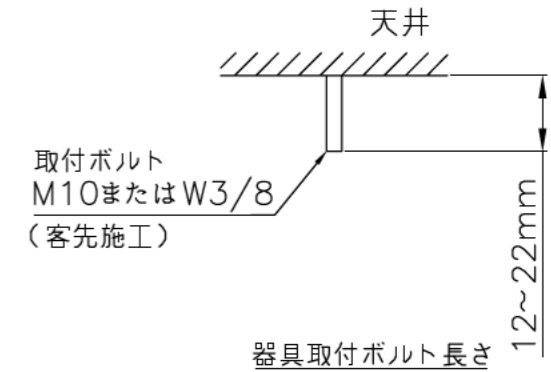 天井
取付ボルト
M10またはW3/8
(客先施工)
12~22mm
器具取付ボルト長さ